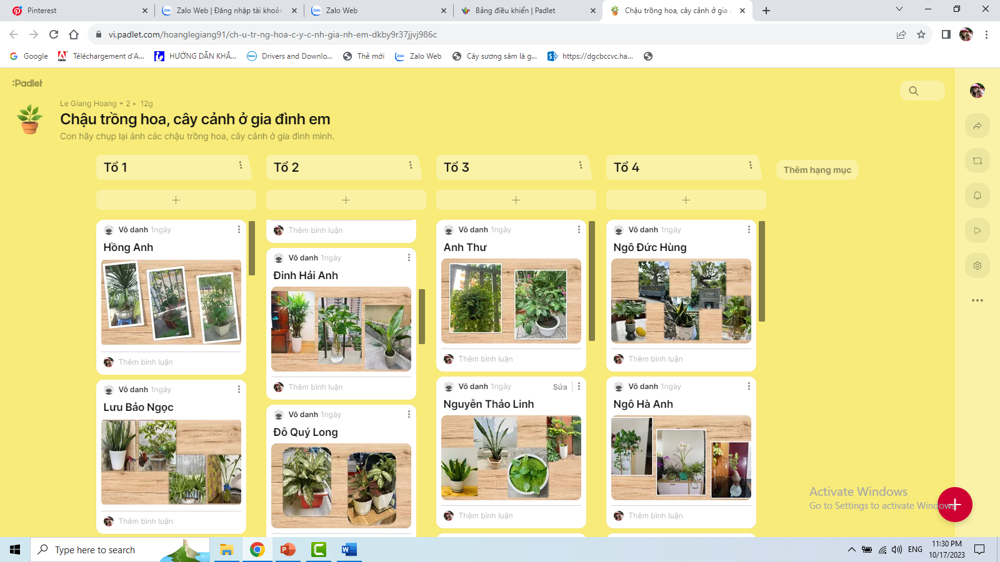 Pinterest
Zalo Web | Đăng nhập tài khoản
Zalo Web
Bảng điều khiển | Padlet
Chậu trồng hoa, cây cảnh ở gia
vi.padlet.com/hoanglegiang91/ch-u-tr-ng-hoa-c-y-c-nh-gia-nh-em-dkby9r37jjvj986c
Google
Téléchargement d'A...
HƯỚNG DẪN KHẮ...
Drivers and Downlo...
Thẻ mới
Zalo Web
Cây sương sâm là g...
https://dgcbccvc.ha...
:Padlet
Le Giang Hoang + 2 • 12g
Chậu trồng hoa, cây cảnh ở gia đình em
Con hãy chụp lại ảnh các chậu trồng hoa, cây cảnh ở gia đình mình.
Tổ 1
Tổ 2
Tổ 3
Tổ 4
Thêm hạng mục
Vô danh 1ngày
Hồng Anh
Thêm bình luận
Vô danh 1ngày
Lưu Bảo Ngọc
Thêm bình luận
Thêm bình luận
Vô danh 1ngày
Đinh Hải Anh
Thêm bình luận
Vô danh 1ngày
Đỗ Quý Long
Vô danh 1ngày
Anh Thư
Thêm bình luận
Vô danh 1ngày
Sửa
Nguyễn Thảo Linh
Thêm bình luận
Vô danh 1ngày
Ngô Đức Hùng
Thêm bình luận
Vô danh 1ngày
Ngô Hà Anh
Thêm bình luận
Activate Windows
Go to Settings to activate Windows.
Type here to search
ENG
11:30 PM
10/17/2023